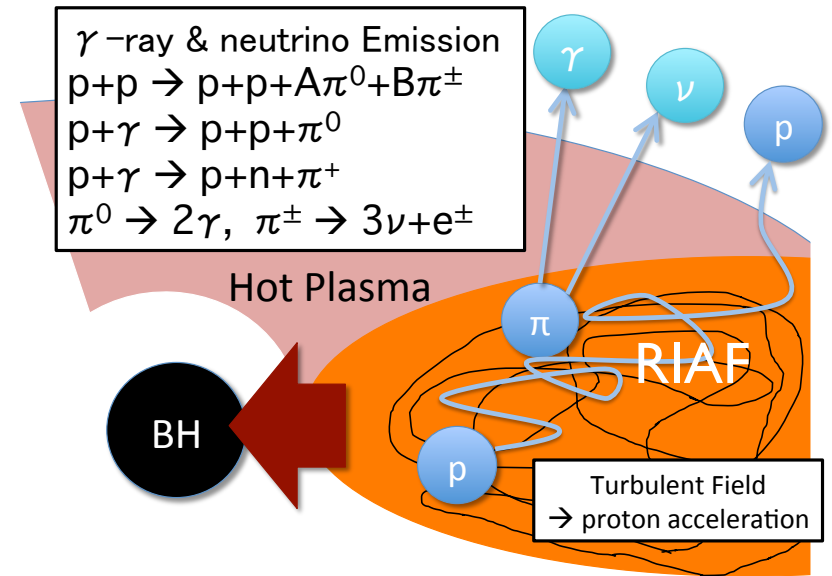 γ-ray & neutrino Emission
p+p → p+p+Aπ⁰+Bπ±
p+γ → p+p+π⁰
p+γ → p+n+π⁺
π⁰ → 2γ, π± → 3ν+e±
γ
ν
p
Hot Plasma
π
RIAF
BH
p
Turbulent Field
→ proton acceleration